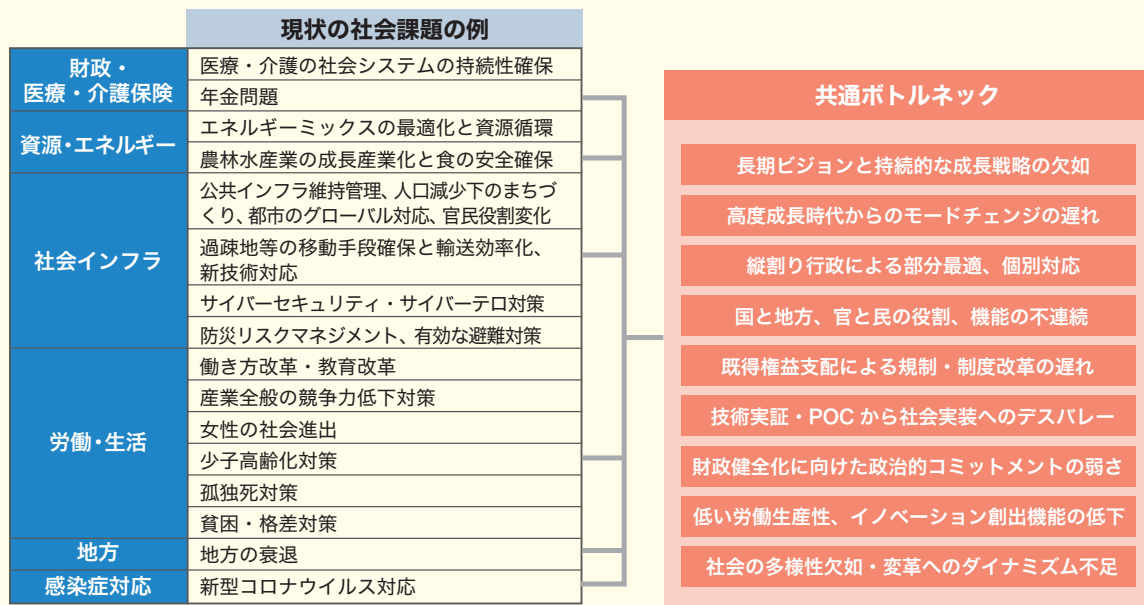 現状の社会課題の例
財政・
医療・介護保険
医療・介護の社会システムの持続性確保
年金問題
資源・エネルギー
エネルギーミックスの最適化と資源循環
農林水産業の成長産業化と食の安全確保
社会インフラ
公共インフラ維持管理、人口減少下のまちづ
くり、都市のグローバル対応、官民役割変化
過疎地等の移動手段確保と輸送効率化、
新技術対応
サイバーセキュリティ・サイバーテロ対策
防災リスクマネジメント、有効な避難対策
労働・生活
働き方改革・教育改革
産業全般の競争力低下対策
女性の社会進出
少子高齢化対策
孤独死対策
貧困・格差対策
地方
地方の衰退
感染症対応
新型コロナウイルス対応
共通ボトルネック
長期ビジョンと持続的な成長戦略の欠如
高度成長時代からのモードチェンジの遅れ
縦割り行政による部分最適、個別対応
国と地方、官と民の役割、機能の不連続
既得権益支配による規制・制度改革の遅れ
技術実証・POC から社会実装へのデスバレー
財政健全化に向けた政治的コミットメントの弱さ
低い労働生産性、イノベーション創出機能の低下
社会の多様性欠如・変革へのダイナミズム不足